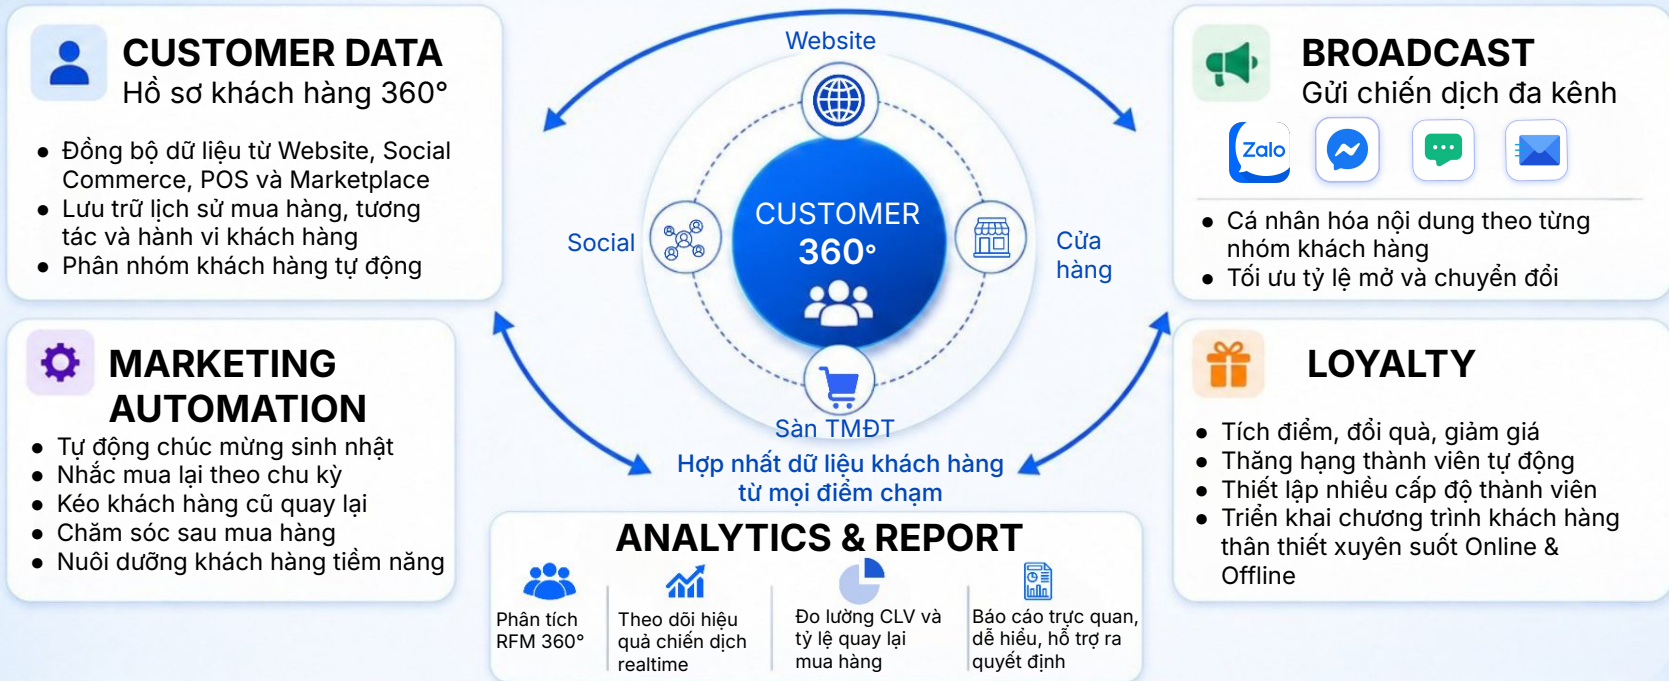 CUSTOMER DATA
Hồ sơ khách hàng 360°
● Đồng bộ dữ liệu từ Website, Social
Commerce, POS và Marketplace
● Lưu trữ lịch sử mua hàng, tương
tác và hành vi khách hàng
● Phân nhóm khách hàng tự động
MARKETING
AUTOMATION
● Tự động chúc mừng sinh nhật
● Nhắc mua lại theo chu kỳ
● Kéo khách hàng cũ quay lại
● Chăm sóc sau mua hàng
● Nuôi dưỡng khách hàng tiềm năng
Website
Social
CUSTOMER
360°
Cửa
hàng
Sàn TMĐT
Hợp nhất dữ liệu khách hàng
từ mọi điểm chạm
BROADCAST
Gửi chiến dịch đa kênh
Zalo
● Cá nhân hóa nội dung theo từng
nhóm khách hàng
● Tối ưu tỷ lệ mở và chuyển đổi
LOYALTY
● Tích điểm, đổi quà, giảm giá
● Thăng hạng thành viên tự động
● Thiết lập nhiều cấp độ thành viên
● Triển khai chương trình khách hàng
thân thiết xuyên suốt Online &
Offline
ANALYTICS & REPORT
Phân tích
RFM 360°
Theo dõi hiệu
quả chiến dịch
realtime
Đo lường CLV và
tỷ lệ quay lại
mua hàng
Báo cáo trực quan,
dễ hiểu, hỗ trợ ra
quyết định